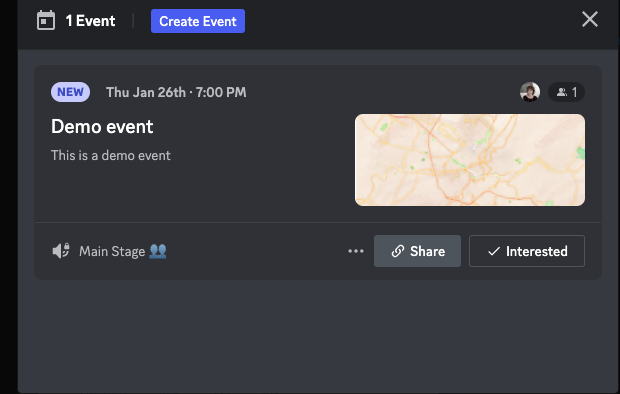 1 Event
Create Event
NEW
Thu Jan 26th · 7:00 PM
1
Demo event
This is a demo event
Main Stage 👥
Share
Interested